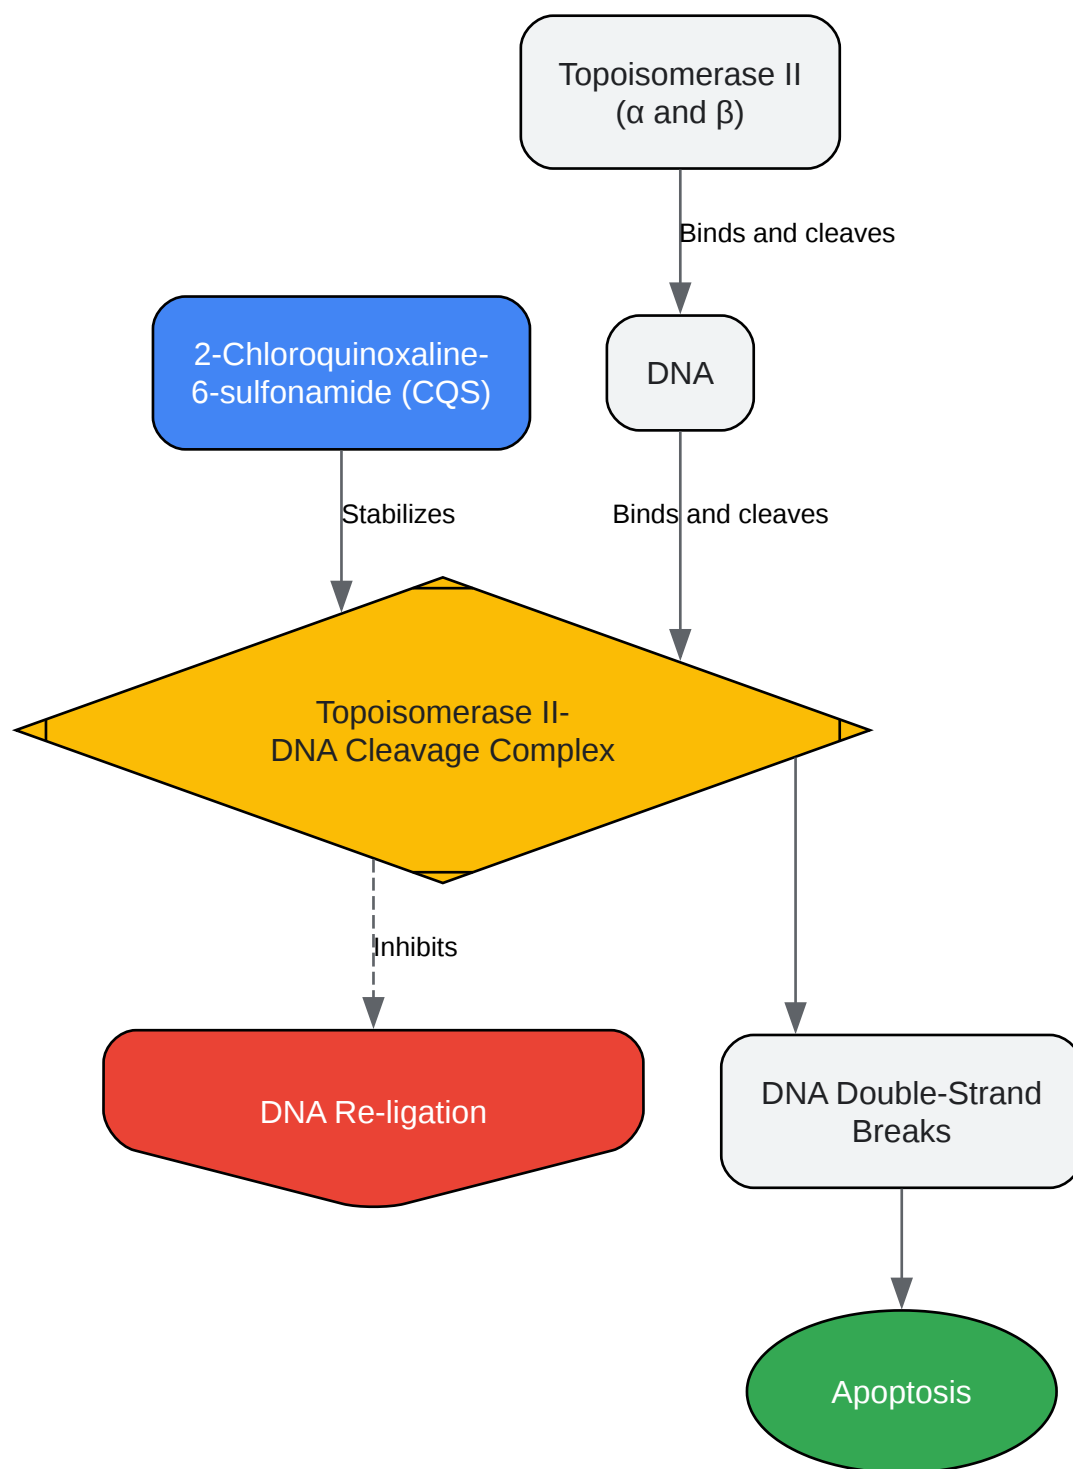 Topoisomerase II
(α and β)
Binds and cleaves
2-Chloroquinoxaline-
6-sulfonamide (CQS)
DNA
Stabilizes
Binds and cleaves
Topoisomerase II-
DNA Cleavage Complex
Inhibits
DNA Re-ligation
DNA Double-Strand
Breaks
Apoptosis